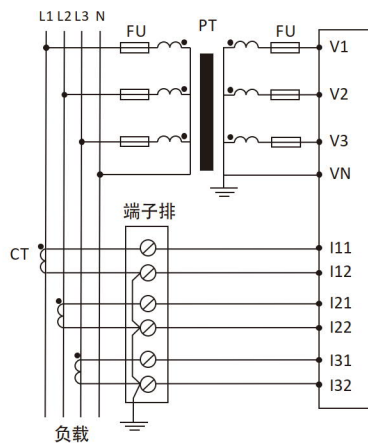 L1 L2 L3 N
FU PT FU
V1
V2
V3
VN
端子排
CT
I11
I12
I21
I22
I31
I32
负载